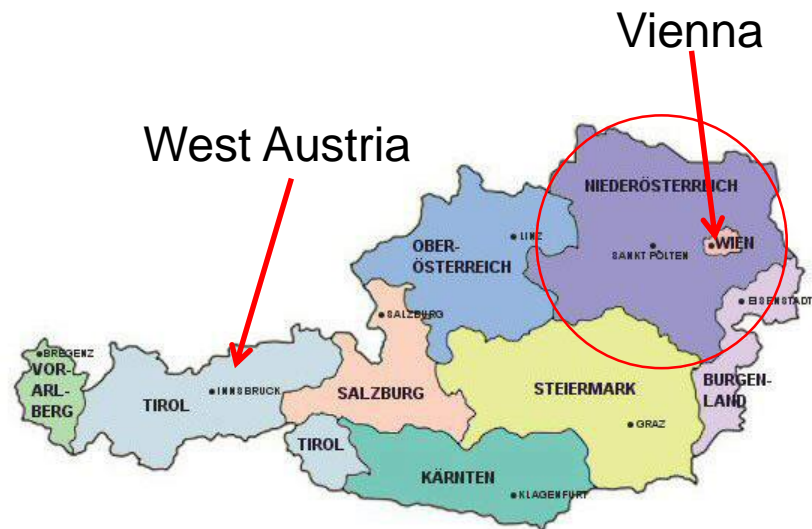 Vienna
West Austria
NIEDERÖSTERREICH
LINZ
WIEN
OBER-
ÖSTERREICH
SANKT PÖLTEN
EISENSTADT
SALZBURG
BREGENZ
VOR-
ARL-
BERG
TIROL
INNSBRUCK
SALZBURG
STEIERMARK
BURGEN-
LAND
GRAZ
TIROL
KÄRNTEN
KLAGENFURT